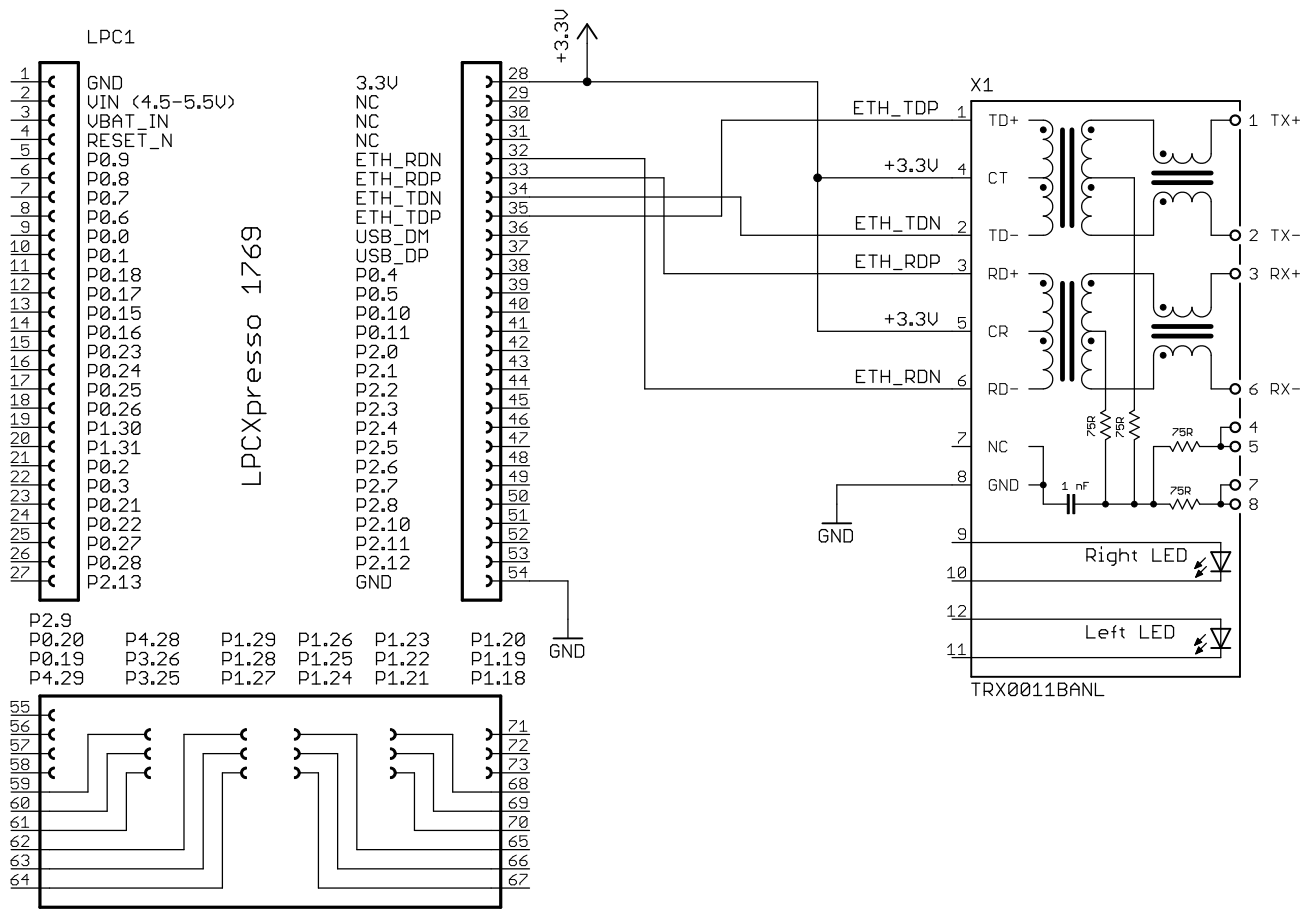 LPC1
+3.3V
X1
1 GND 3.3V 28
2 VIN (4.5-5.5V) NC 29
3 VBAT_IN NC 30
4 RESET_N NC 31
5 P0.9 ETH_RDN 32
6 P0.8 ETH_RDP 33
7 P0.7 ETH_TDN 34
8 P0.6 ETH_TDP 35
9 P0.0 USB_DM 36
10 P0.1 USB_DP 37
11 P0.18 P0.4 38
12 P0.17 P0.5 39
13 P0.15 P0.10 40
14 P0.16 P0.11 41
15 P0.23 P2.0 42
16 P0.24 P2.1 43
17 P0.25 P2.2 44
18 P0.26 P2.3 45
19 P1.30 P2.4 46
20 P1.31 P2.5 47
21 P0.2 P2.6 48
22 P0.3 P2.7 49
23 P0.21 P2.8 50
24 P0.22 P2.10 51
25 P0.27 P2.11 52
26 P0.28 P2.12 53
27 P2.13 GND 54
LPCXpresso 1769
GND
ETH_TDP 1 TD+ 1 TX+
+3.3V 4 CT
ETH_TDN 2 TD- 2 TX-
ETH_RDP 3 RD+ 3 RX+
+3.3V 5 CR
ETH_RDN 6 RD- 6 RX-
75R 75R
4
7 NC 75R 5
8 GND 1 nF 75R 7
8
GND
9
Right LED
10
12
Left LED
11
TRX0011BANL
P2.9
P0.20 P4.28 P1.29 P1.26 P1.23 P1.20
P0.19 P3.26 P1.28 P1.25 P1.22 P1.19
P4.29 P3.25 P1.27 P1.24 P1.21 P1.18
55
56 71
57 72
58 73
59 68
60 69
61 70
62 65
63 66
64 67